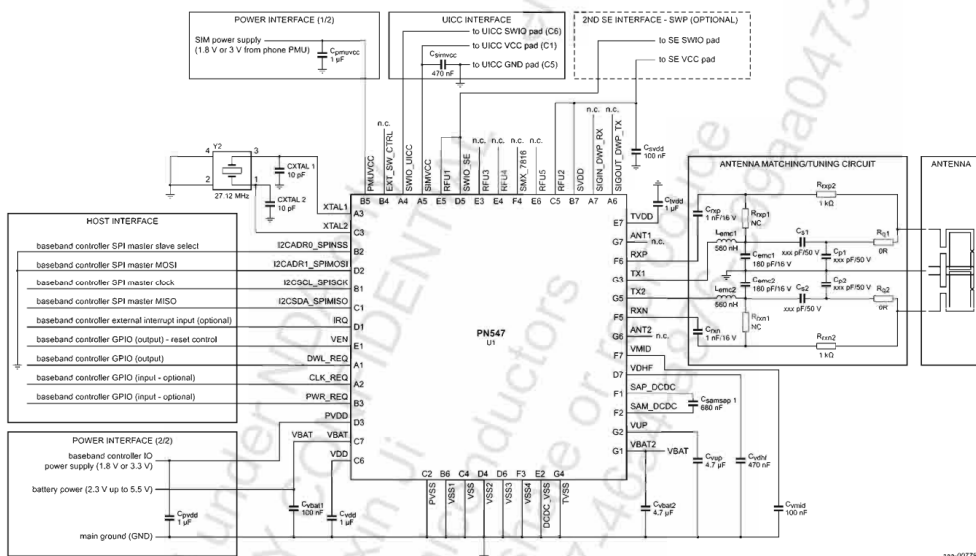 POWER INTERFACE (1/2)
SIM power supply
(1.8 V or 3 V from phone PMU)
Cpmuvcc
1 µF
UICC INTERFACE
to UICC SWIO pad (C6)
to UICC VCC pad (C1)
Csimvcc
470 nF
to UICC GND pad (C5)
2ND SE INTERFACE - SWP (OPTIONAL)
to SE SWIO pad
to SE VCC pad
Csvdd
100 nF
n.c.
n.c.
n.c.
n.c.
n.c.
n.c.
n.c.
n.c.
PMUVCC
EXT_SW_CTRL
SWIO_UICC
SIMVCC
RFU1
SWIO_SE
RFU3
RFU4
SMX_7816
RFU5
RFU2
SVDD
SIGIN_DWP_RX
SIGOUT_DWP_TX
B5
B4
A4
A5
E5
D5
E3
E4
F4
E6
C5
B7
A7
A6
Y2
4
3
2
1
27.12 MHz
CXTAL 1
10 pF
CXTAL 2
10 pF
XTAL1
A3
XTAL2
C3
HOST INTERFACE
baseband controller SPI master slave select
I2CADR0_SPINSS
B2
baseband controller SPI master MOSI
I2CADR1_SPIMOSI
D2
baseband controller SPI master clock
I2CSCL_SPISCK
B1
baseband controller SPI master MISO
I2CSDA_SPIMISO
C1
baseband controller external interrupt input (optional)
IRQ
D1
baseband controller GPIO (output) - reset control
VEN
E1
baseband controller GPIO (output)
DWL_REQ
A1
baseband controller GPIO (input - optional)
CLK_REQ
A2
baseband controller GPIO (input - optional)
PWR_REQ
B3
PVDD
D3
VBAT
VBAT
C7
VDD
C6
POWER INTERFACE (2/2)
baseband controller IO
power supply (1.8 V or 3.3 V)
battery power (2.3 V up to 5.5 V)
main ground (GND)
Cpvdd
1 µF
Cvbat1
100 nF
Cvdd
1 µF
PN547
U1
C2
B6
C4
D4
D6
F3
E2
G4
PVSS
VSS1
VSS
VSS2
VSS3
VSS4
DCDC_VSS
TVSS
E7
TVDD
Ctvdd
1 µF
G7
ANT1
n.c.
F6
RXP
G3
TX1
G5
TX2
F5
RXN
G6
ANT2
n.c.
F7
VMID
D7
VDHF
F1
SAP_DCDC
F2
SAM_DCDC
Csamsap 1
680 nF
G2
VUP
G1
VBAT2
VBAT
Cvup
4.7 µF
Cvdhf
470 nF
Cvbat2
4.7 µF
Cvmid
100 nF
ANTENNA MATCHING/TUNING CIRCUIT
Crxp
1 nF/16 V
Rrxp1
NC
Rrxp2
1 kΩ
Lemc1
560 nH
Cemc1
180 pF/16 V
Cs1
xxx pF/50 V
Cp1
xxx pF/50 V
Rq1
0R
Lemc2
560 nH
Cemc2
180 pF/16 V
Cs2
xxx pF/50 V
Cp2
xxx pF/50 V
Rq2
0R
Crxn
1 nF/16 V
Rrxn1
NC
Rrxn2
1 kΩ
ANTENNA